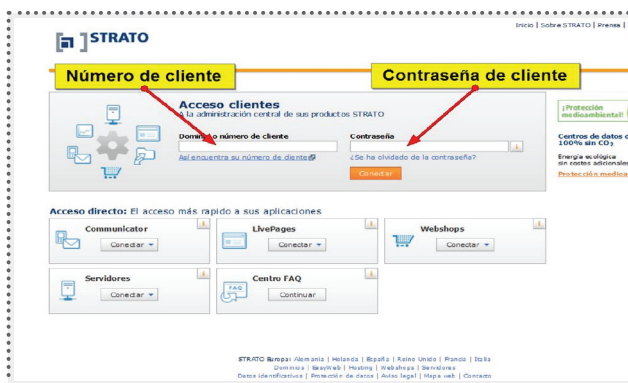 Inicio | Sobre STRATO | Prensa |
STRATO
Número de cliente
Contraseña de cliente
Acceso clientes
A la administración central de sus productos STRATO
Dominio o número de cliente
Contraseña
Así encuentra su número de cliente
¿Se ha olvidado de la contraseña?
Conectar
¡Protección
medioambiental!
Centros de datos
100% sin CO2
Energía ecológica
sin costes adicionales
Protección medioa
Acceso directo: El acceso más rapido a sus aplicaciones
Communicator
Conectar
LivePages
Conectar
Webshops
Conectar
Servidores
Conectar
FAQ
Centro FAQ
Continuar
STRATO Europa: Alemania | Holanda | España | Reino Unido | Francia | Italia
Dominios | EasyWeb | Hosting | Webshops | Servidores
Datos identificativos | Protección de datos | Aviso legal | Mapa web | Contacto